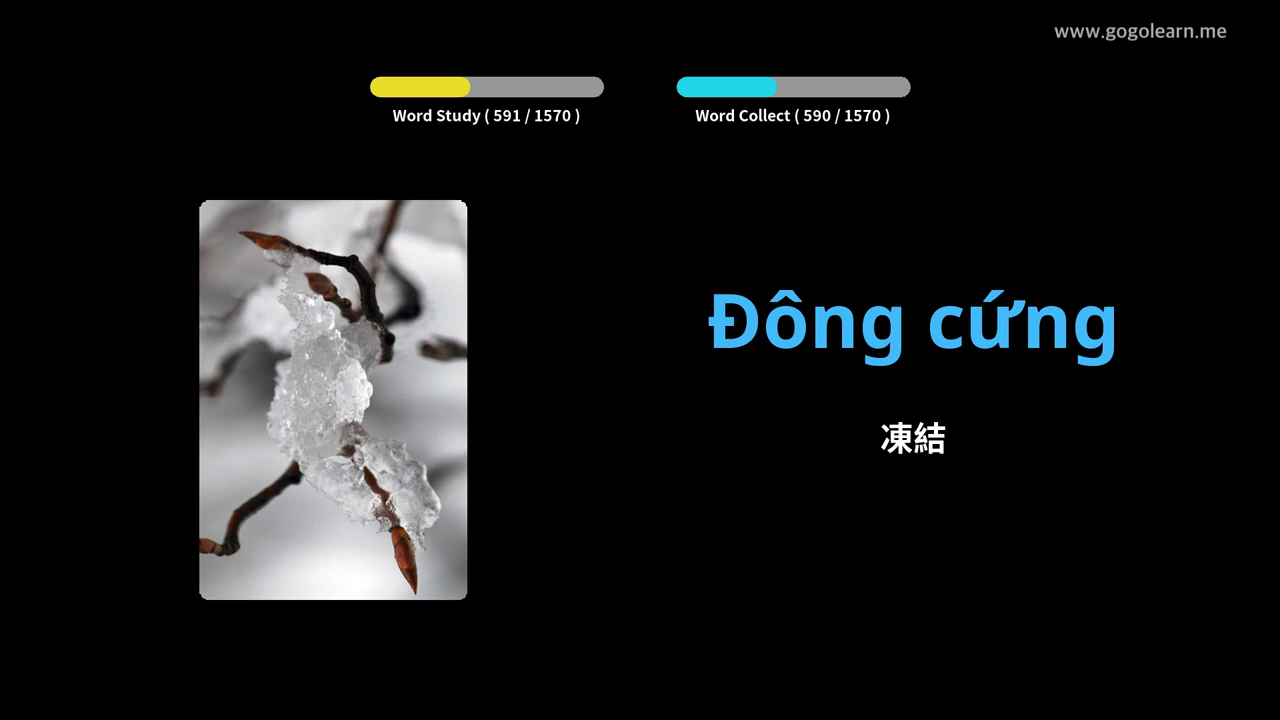 www.gogolearn.me
Word Study ( 591 / 1570 )
Word Collect ( 590 / 1570 )
Đông cứng
凍結